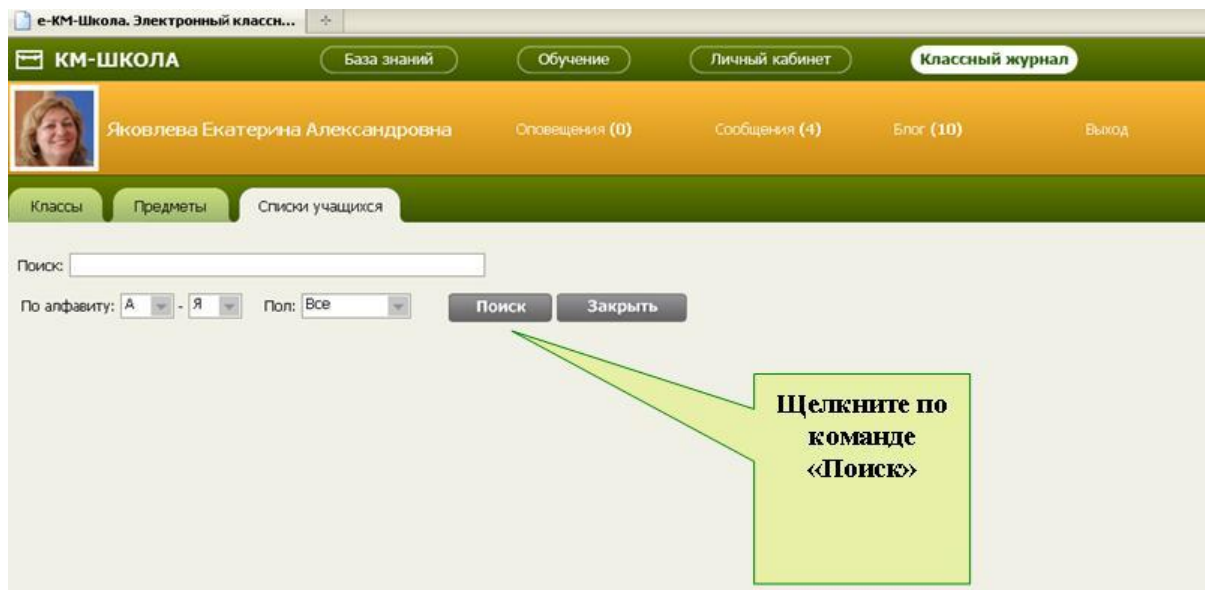 е-КМ-Школа. Электронный классн...
КМ-ШКОЛА База знаний Обучение Личный кабинет Классный журнал
Яковлева Екатерина Александровна Оповещения (0) Сообщения (4) Блог (10) Выход
Классы Предметы Списки учащихся
Поиск:
По алфавиту: А - Я Пол: Все Поиск Закрыть
Щелкните по
команде
«Поиск»